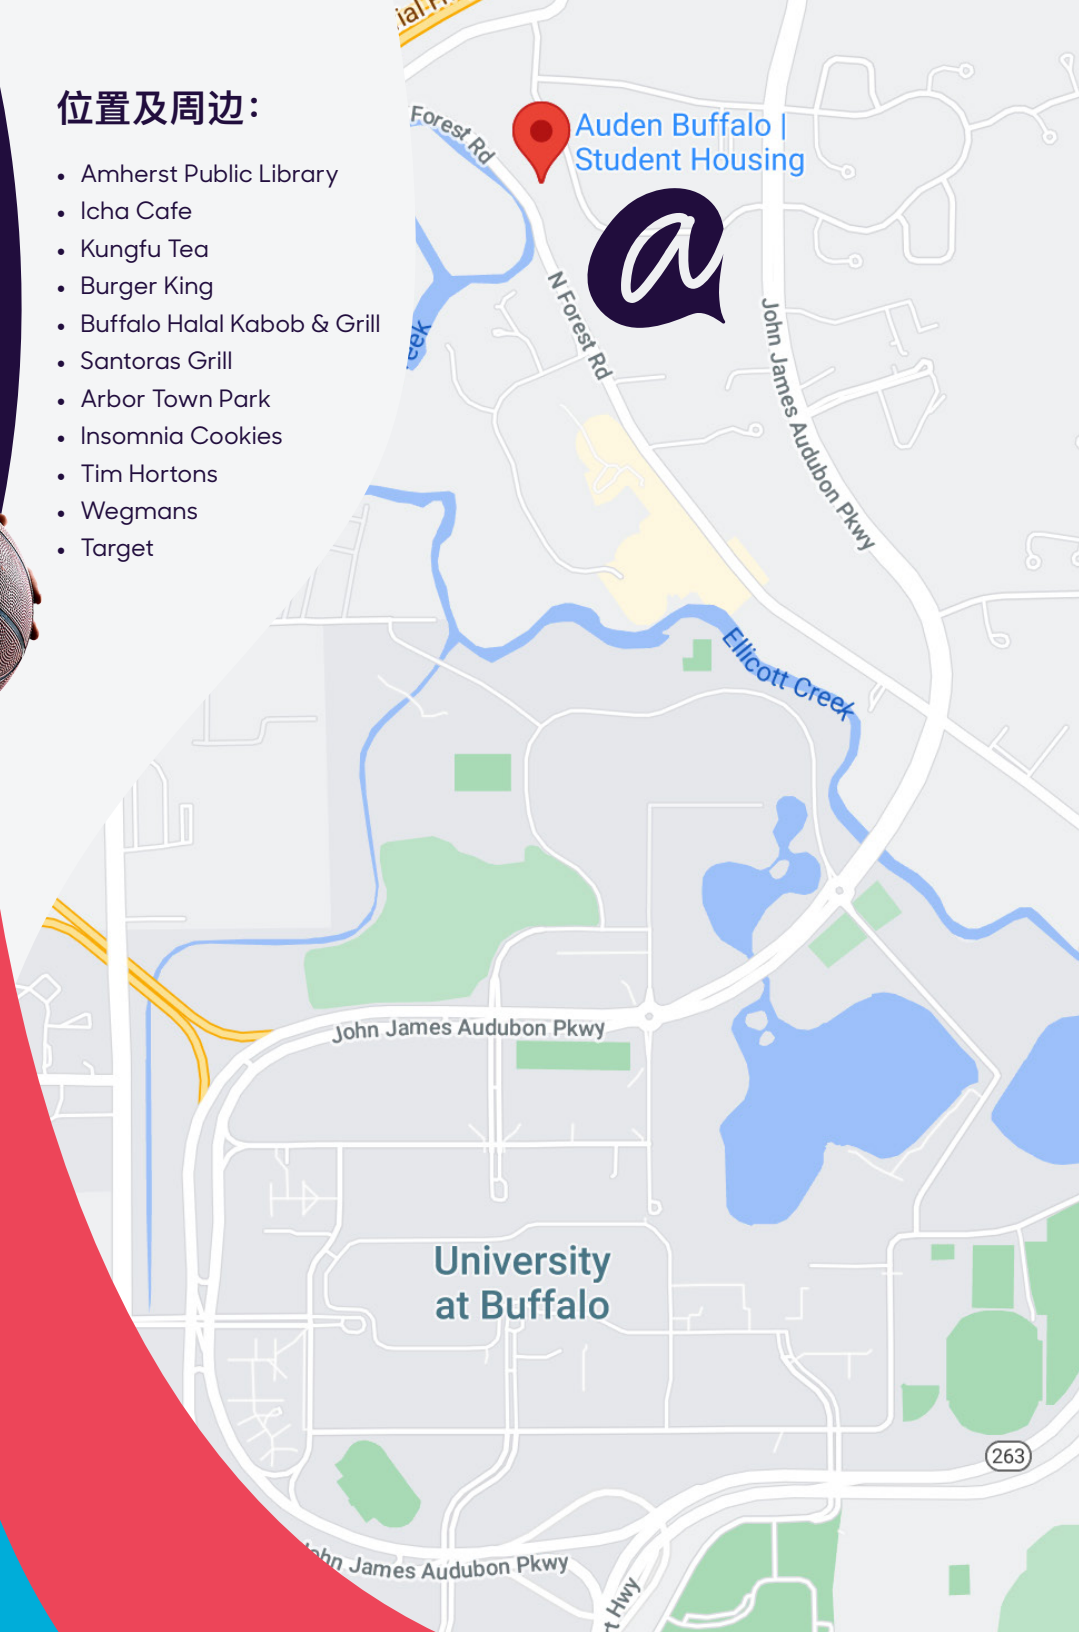 位置及周边：
Amherst Public Library
Icha Cafe
Kungfu Tea
Burger King
Buffalo Halal Kabob & Grill
Santoras Grill
Arbor Town Park
Insomnia Cookies
Tim Hortons
Wegmans
Target
Forest Rd
Auden Buffalo |
Student Housing
a
N Forest Rd
John James Audubon Pkwy
Ellicott Creek
John James Audubon Pkwy
University
at Buffalo
263
John James Audubon Pkwy
Hwy